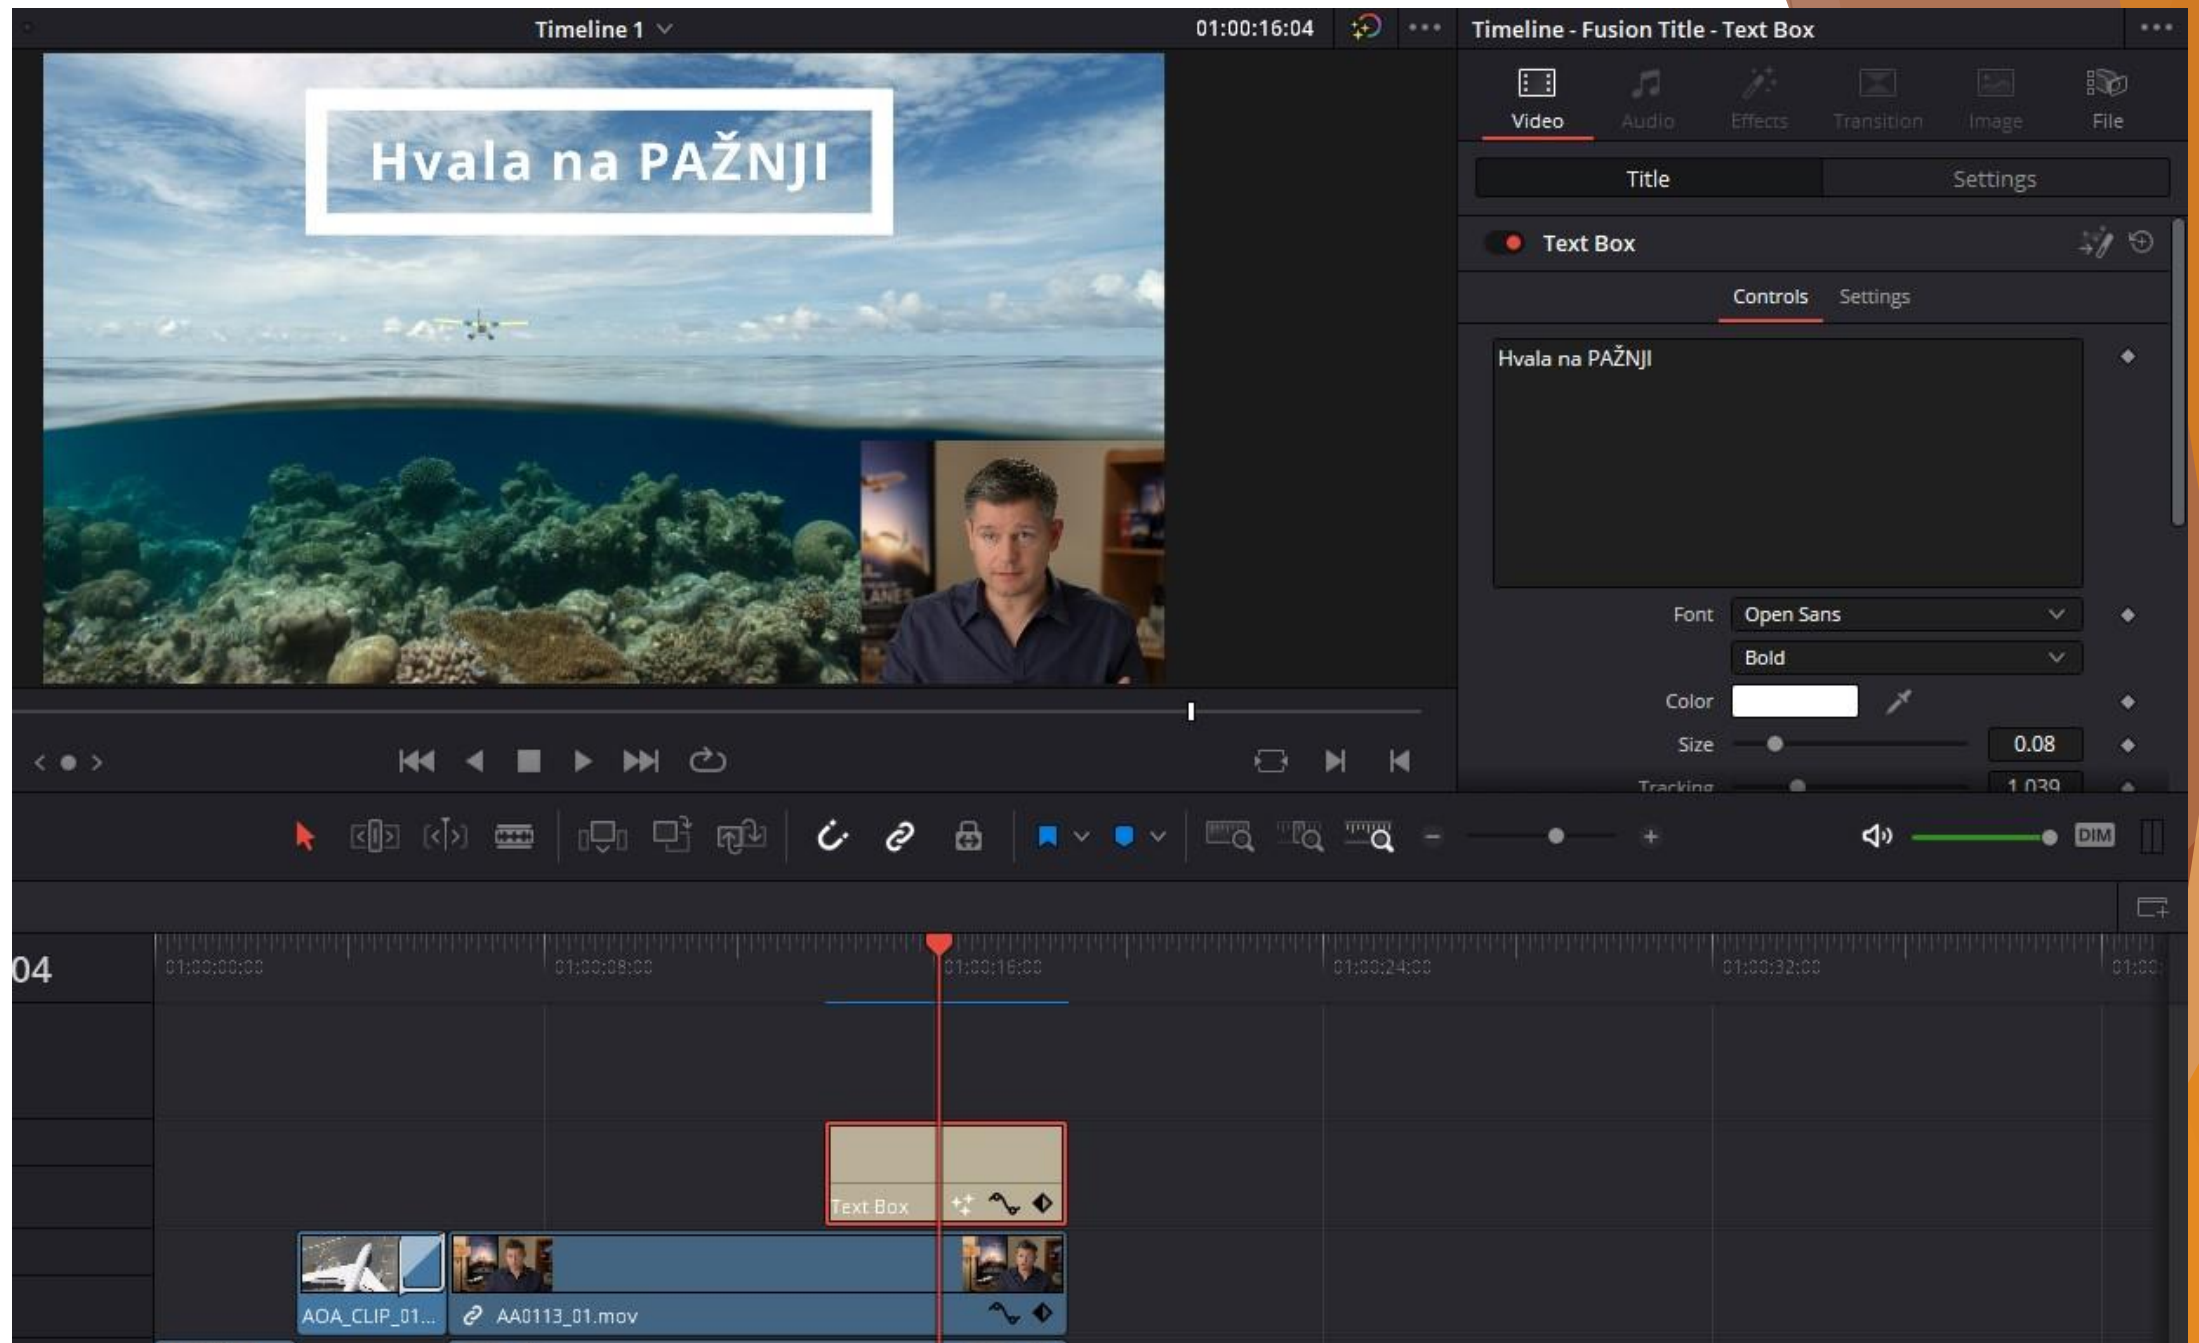 Timeline 1
01:00:16:04
Timeline - Fusion Title - Text Box
Video
Audio
Effects
Transition
Image
File
Title
Settings
Text Box
Controls
Settings
Hvala na PAŽNJI
Hvala na PAŽNJI
Font
Open Sans
Bold
Color
Size
0.08
Tracking
1.039
LANES
DIM
04
01:00:00:00
01:00:08:00
01:00:16:00
01:00:24:00
01:00:32:00
01:00:
Text Box
AOA_CLIP_01...
AA0113_01.mov